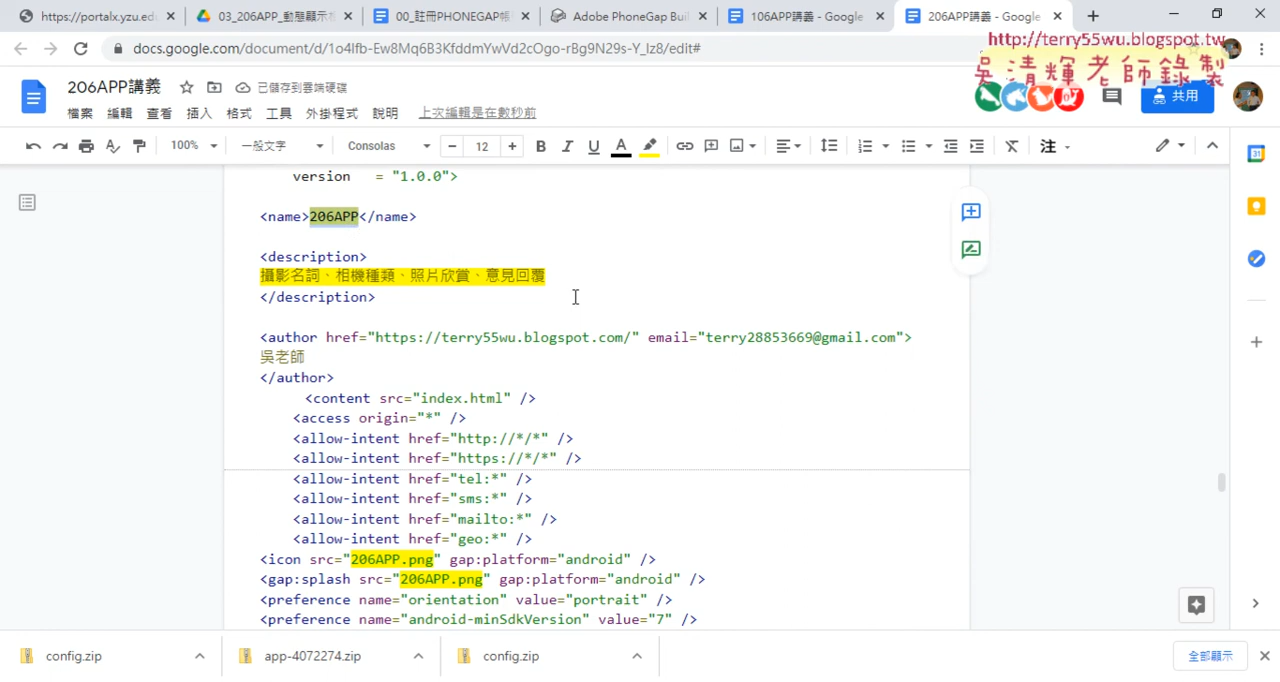 https://portalx.yzu.ed
03_206APP_動態顯示相
00_註冊PHONEGAP帳
Adobe PhoneGap Buil
106APP講義 - Google
206APP講義 - Google
docs.google.com/document/d/1o4lfb-Ew8Mq6B3KfddmYwVd2cOgo-rBg9N29s-Y_Iz8/edit#
http://terry55wu.blogspot.tw
吳清輝老師錄製
206APP講義
已儲存到雲端硬碟
檔案 編輯 查看 插入 格式 工具 外掛程式 說明 上次編輯是在數秒前
共用
100% 一般文字 Consolas 12 B I U A 注
version = "1.0.0">
<name>206APP</name>
<description>
攝影名詞、相機種類、照片欣賞、意見回覆
</description>
<author href="https://terry55wu.blogspot.com/" email="terry28853669@gmail.com">
吳老師
</author>
<content src="index.html" />
<access origin="*" />
<allow-intent href="http://*/*" />
<allow-intent href="https://*/*" />
<allow-intent href="tel:*" />
<allow-intent href="sms:*" />
<allow-intent href="mailto:*" />
<allow-intent href="geo:*" />
<icon src="206APP.png" gap:platform="android" />
<gap:splash src="206APP.png" gap:platform="android" />
<preference name="orientation" value="portrait" />
<preference name="android-minSdkVersion" value="7" />
config.zip
app-4072274.zip
config.zip
全部顯示